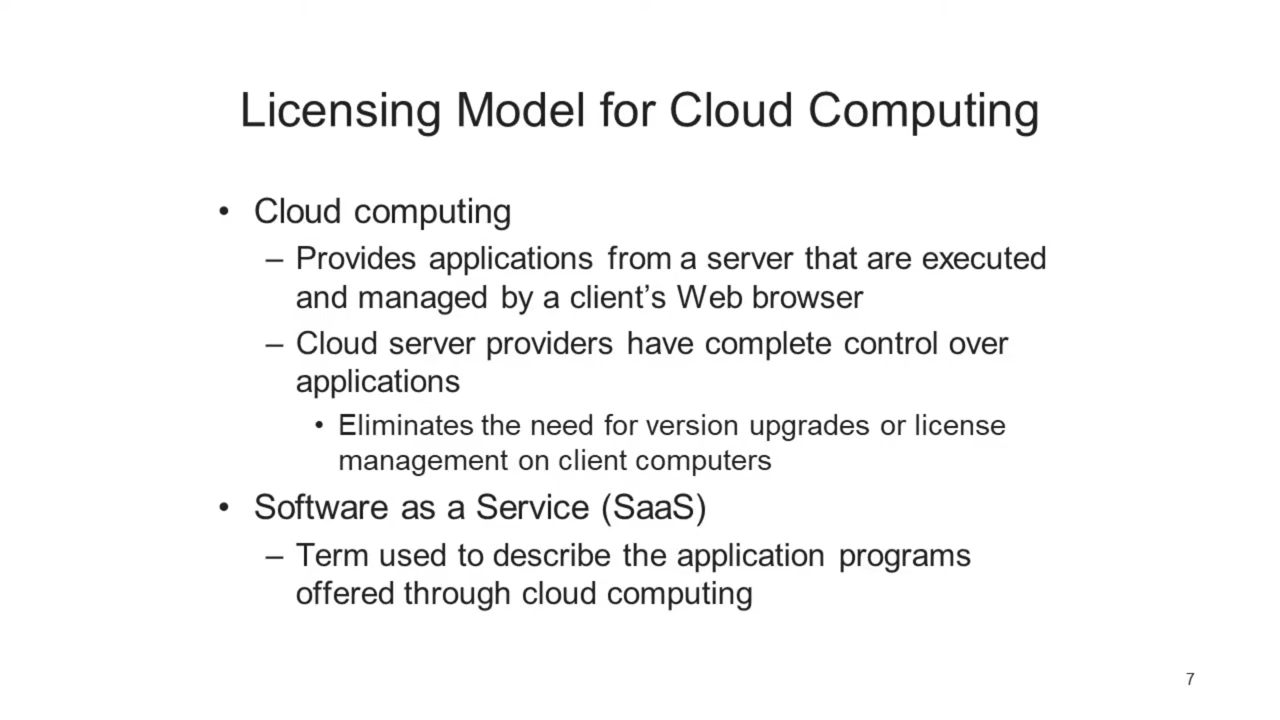 Licensing Model for Cloud Computing
• Cloud computing
– Provides applications from a server that are executed
and managed by a client's Web browser
– Cloud server providers have complete control over
applications
• Eliminates the need for version upgrades or license
management on client computers
• Software as a Service (SaaS)
– Term used to describe the application programs
offered through cloud computing
7